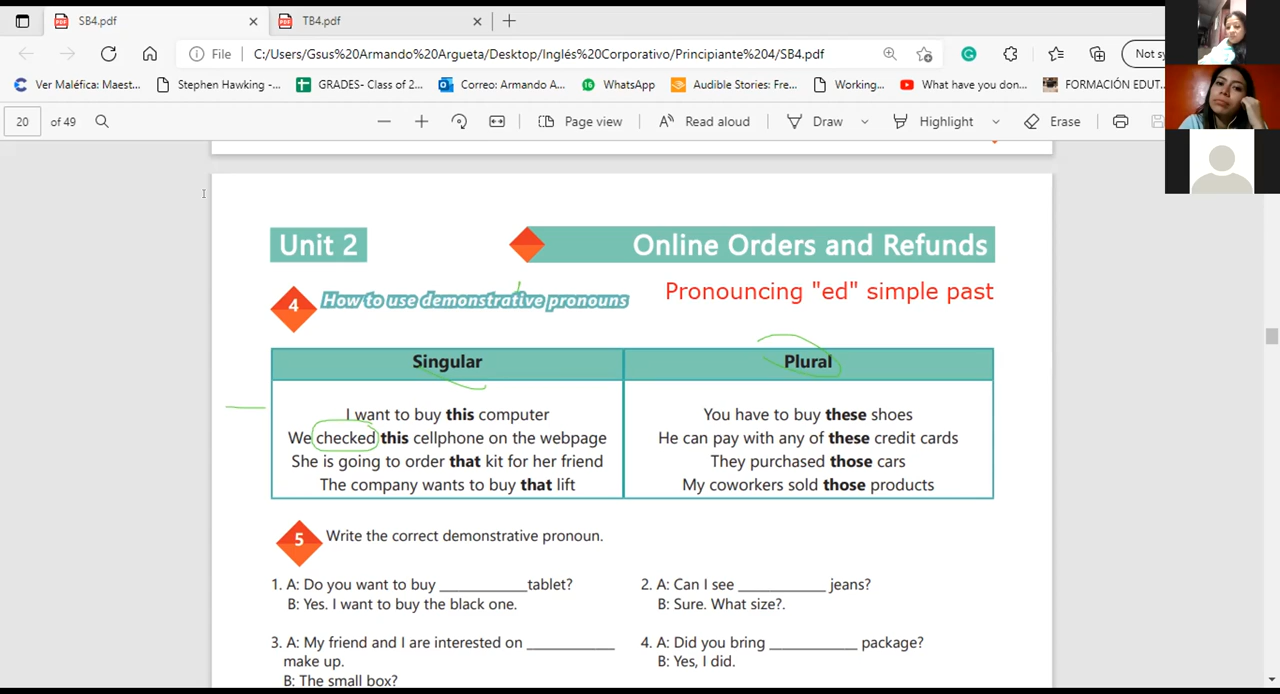 SB4.pdf
TB4.pdf
File C:/Users/Gsus%20Armando%20Argueta/Desktop/Inglés%20Corporativo/Principiante%204/SB4.pdf Not sy
Ver Maléfica: Maest... Stephen Hawking -... GRADES- Class of 2... Correo: Armando A... WhatsApp Audible Stories: Fre... Working... What have you don... FORMACIÓN EDUT...
20 of 49 Page view Read aloud Draw Highlight Erase
Unit 2
Online Orders and Refunds
4 How to use demonstrative pronouns
Pronouncing "ed" simple past
Singular
I want to buy this computer
We checked this cellphone on the webpage
She is going to order that kit for her friend
The company wants to buy that lift
Plural
You have to buy these shoes
He can pay with any of these credit cards
They purchased those cars
My coworkers sold those products
5 Write the correct demonstrative pronoun.
1. A: Do you want to buy ___________tablet?
B: Yes. I want to buy the black one.
2. A: Can I see ___________ jeans?
B: Sure. What size?.
3. A: My friend and I are interested on ___________
make up.
B: The small box?
4. A: Did you bring ___________ package?
B: Yes, I did.